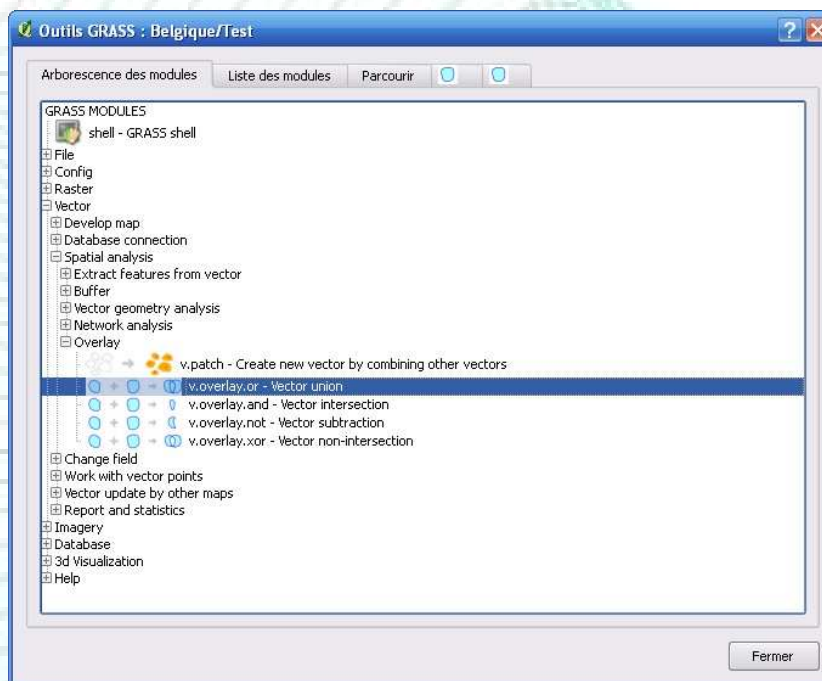 Outils GRASS : Belgique/Test
Arborescence des modules
Liste des modules
Parcourir
GRASS MODULES
shell - GRASS shell
File
Config
Raster
Vector
Develop map
Database connection
Spatial analysis
Extract features from vector
Buffer
Vector geometry analysis
Network analysis
Overlay
v.patch - Create new vector by combining other vectors
v.overlay.or - Vector union
v.overlay.and - Vector intersection
v.overlay.not - Vector subtraction
v.overlay.xor - Vector non-intersection
Change field
Work with vector points
Vector update by other maps
Report and statistics
Imagery
Database
3d Visualization
Help
Fermer